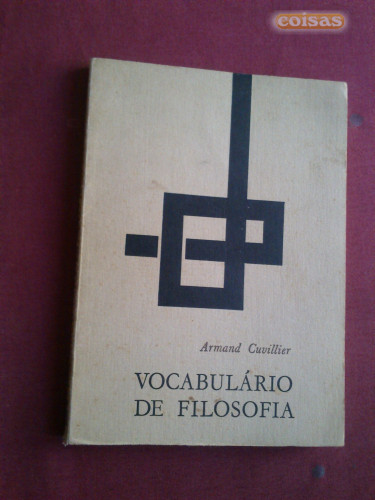 coisas
Armand Cuvillier
VOCABULÁRIO
DE FILOSOFIA